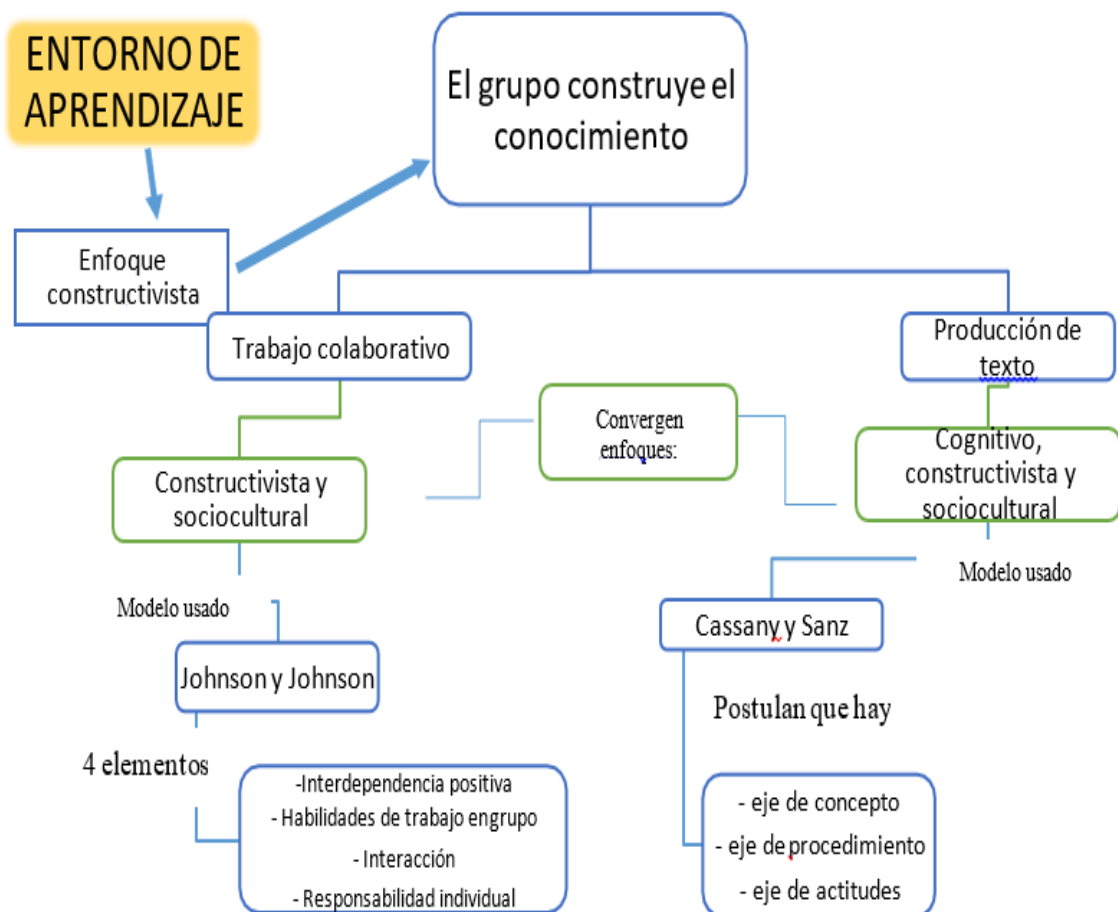 ENTORNO DE
APRENDIZAJE
El grupo construye el
conocimiento
Enfoque
constructivista
Trabajo colaborativo
Producción de
texto
Convergen
enfoques:
Constructivista y
sociocultural
Cognitivo,
constructivista y
sociocultural
Modelo usado
Modelo usado
Johnson y Johnson
Cassany y Sanz
4 elementos
Postulan que hay
-Interdependencia positiva
- Habilidades de trabajo engrupo
- Interacción
- Responsabilidad individual
- eje de concepto
- eje de procedimiento
- eje de actitudes